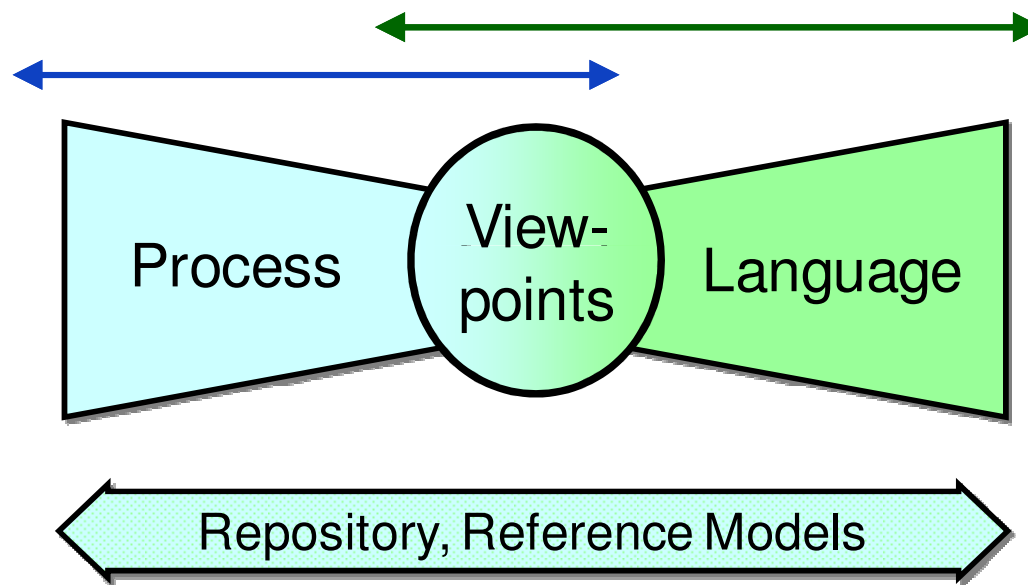 Process
View-
points
Language
Repository, Reference Models